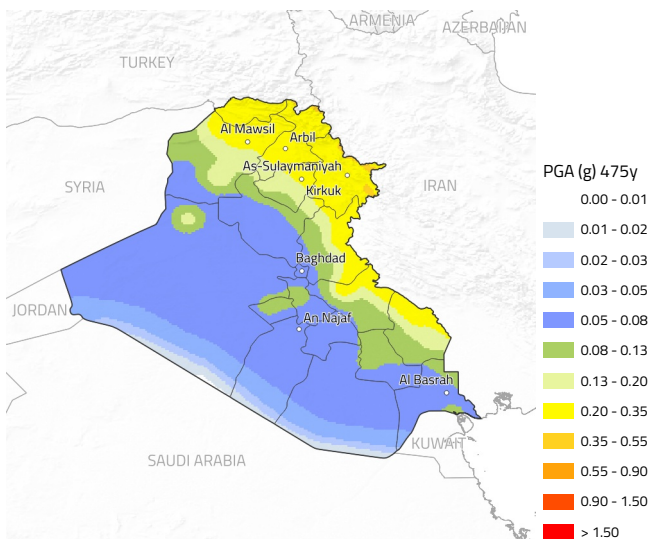 ARMENIA
AZERBAIJAN
TURKEY
Al Mawsil
Arbil
As-Sulaymaniyah
PGA (g) 475y
SYRIA
Kirkuk
IRAN
0.00 - 0.01
0.01 - 0.02
0.02 - 0.03
Baghdad
0.03 - 0.05
JORDAN
An Najaf
0.05 - 0.08
0.08 - 0.13
Al Basrah
0.13 - 0.20
0.20 - 0.35
KUWAIT
0.35 - 0.55
SAUDI ARABIA
0.55 - 0.90
0.90 - 1.50
> 1.50